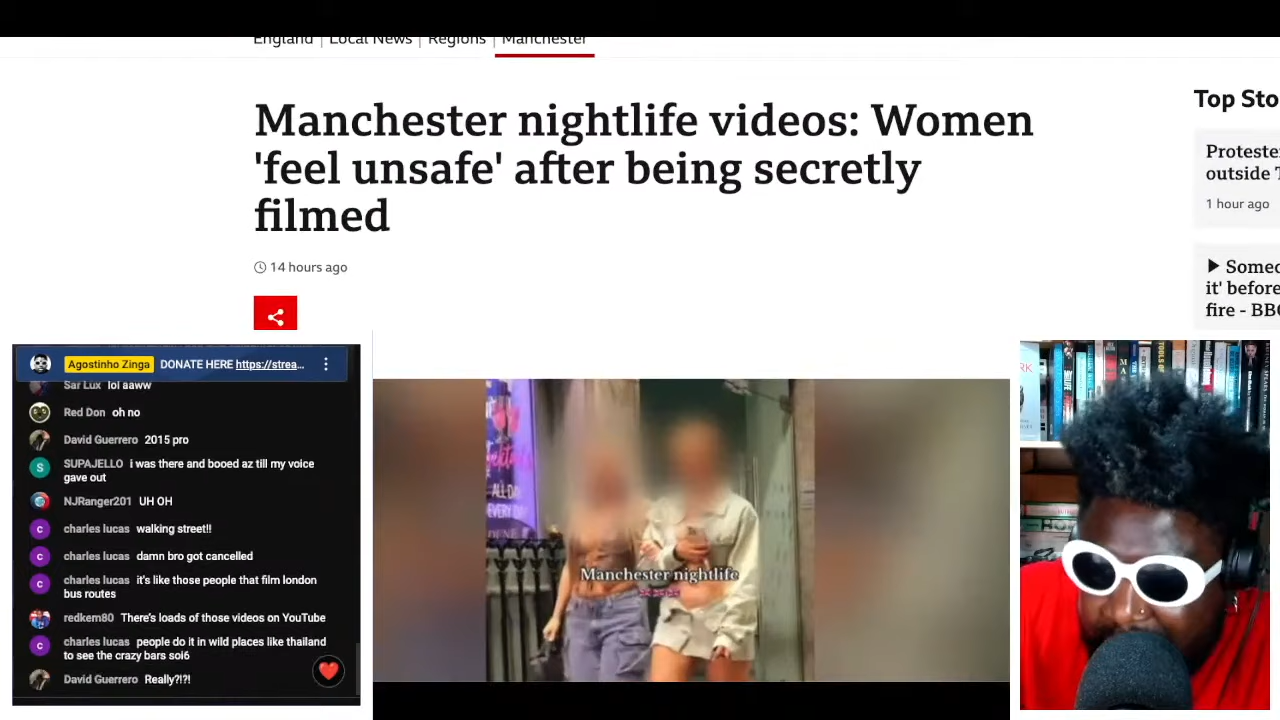 England | Local News | Regions | Manchester
Manchester nightlife videos: Women
'feel unsafe' after being secretly
filmed
14 hours ago
Top Sto
Proteste
outside T
1 hour ago
Someo
it' before
fire - BBC
Agostinho Zinga DONATE HERE https://strea...
Sar Lux lol aaww
Red Don oh no
David Guerrero 2015 pro
S
SUPAJELLO i was there and booed az till my voice
gave out
NJRanger201 UH OH
c
charles lucas walking street!!
c
charles lucas damn bro got cancelled
c
charles lucas it's like those people that film london
bus routes
redkem80 There's loads of those videos on YouTube
c
charles lucas people do it in wild places like thailand
to see the crazy bars soi6
David Guerrero Really?!?!
ALL DA
EVERY DA
Manchester nightlife